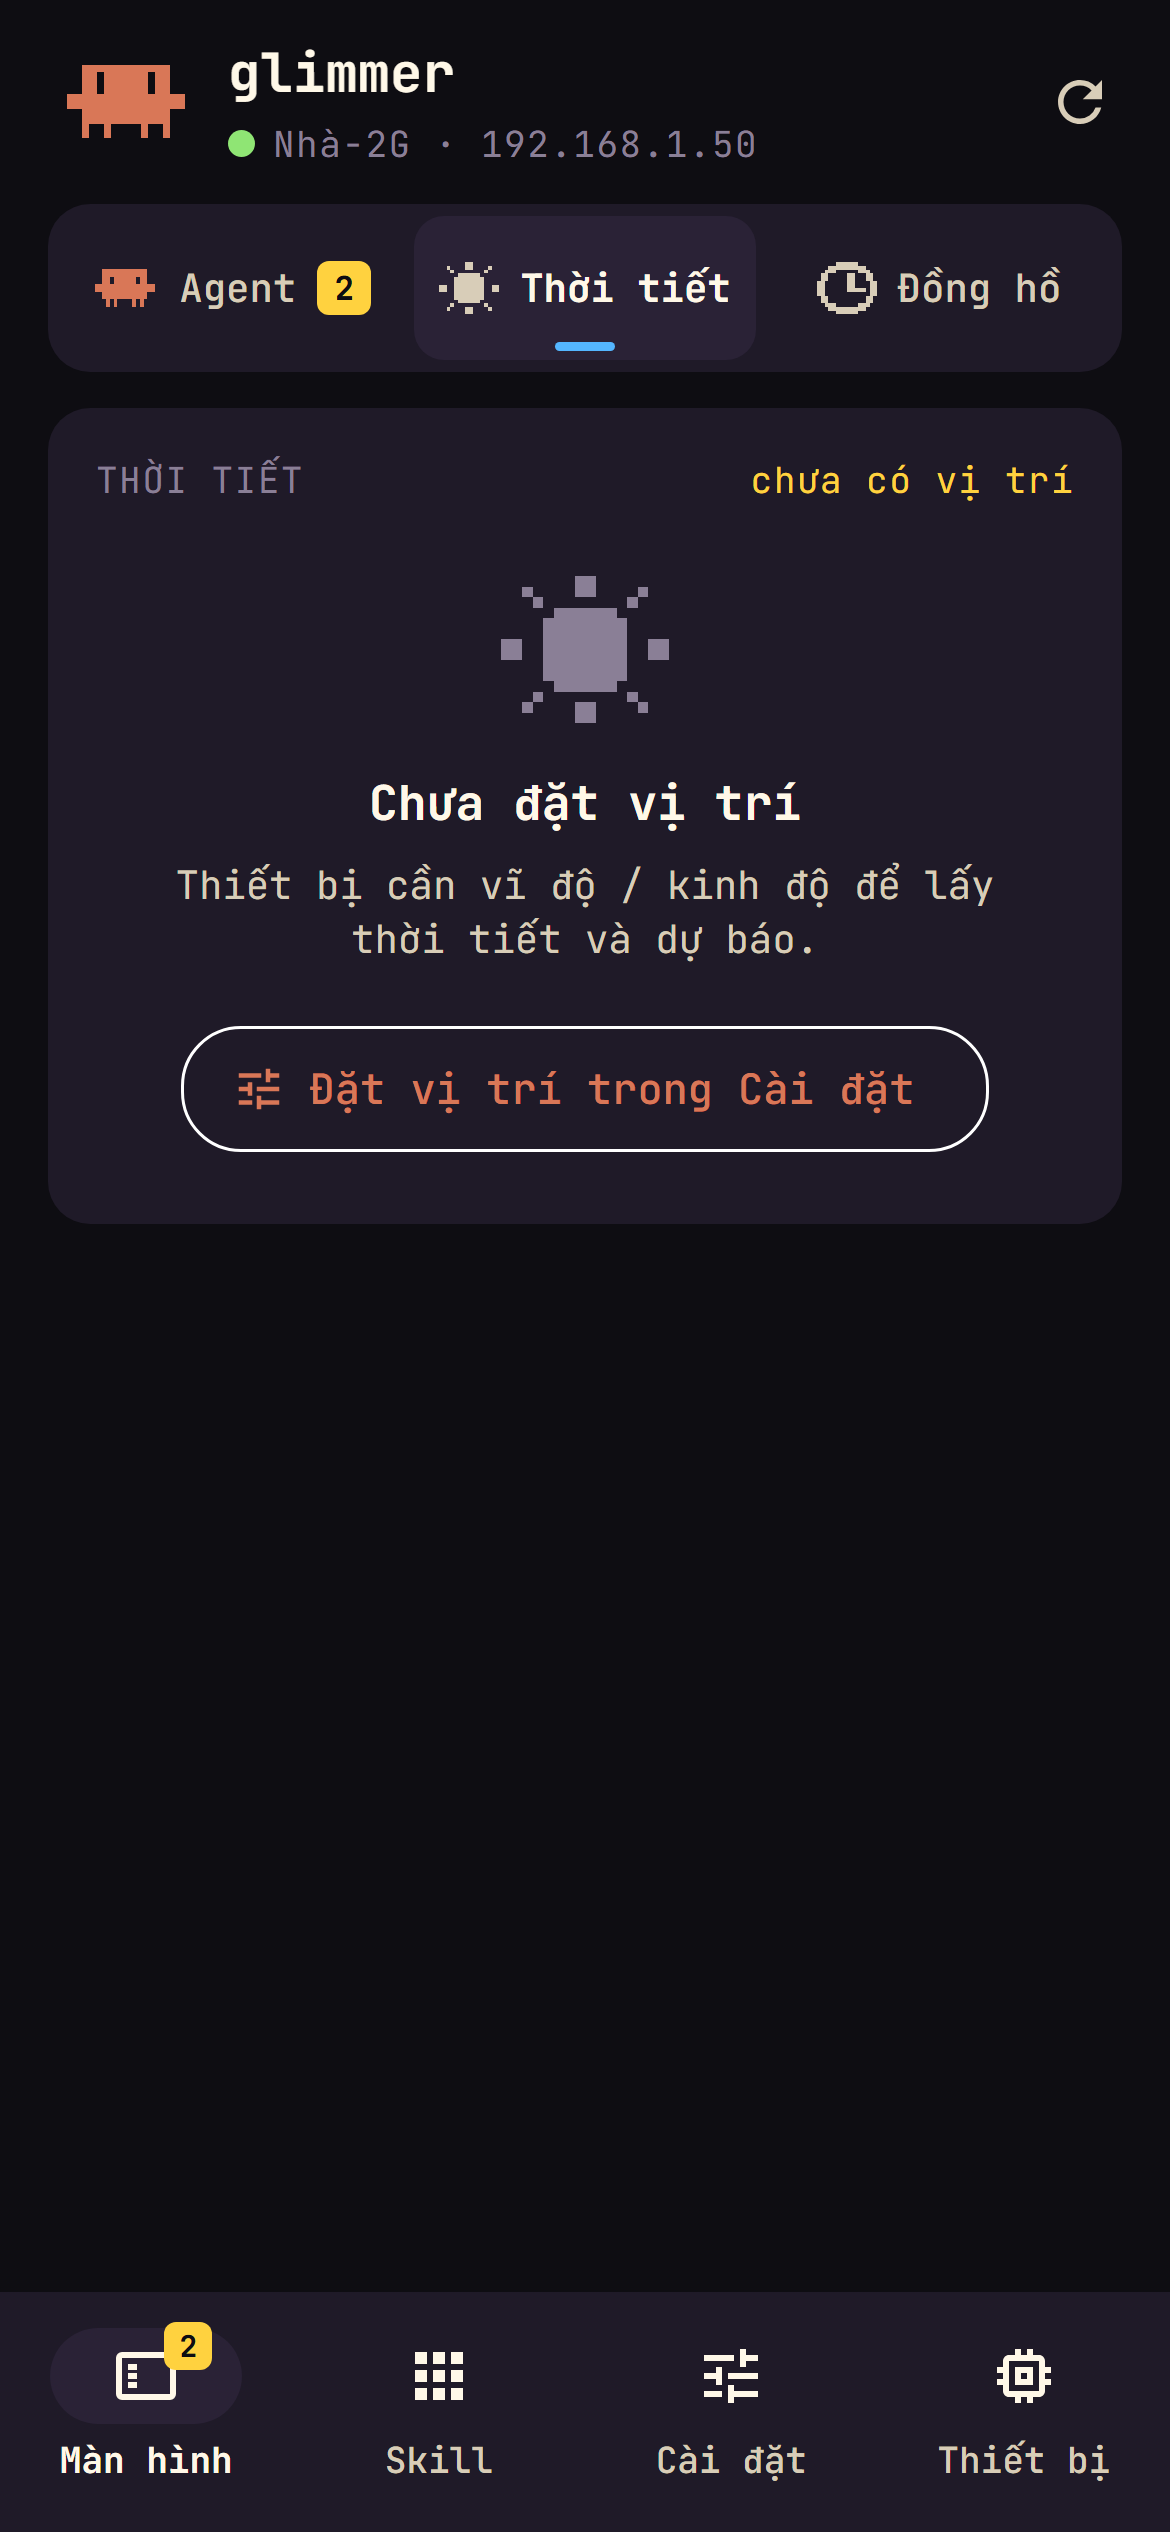 glimmer
Nhà-2G · 192.168.1.50
Agent 2
Thời tiết
Đồng hồ
THỜI TIẾT
chưa có vị trí
Chưa đặt vị trí
Thiết bị cần vĩ độ / kinh độ để lấy
thời tiết và dự báo.
Đặt vị trí trong Cài đặt
2
Màn hình
Skill
Cài đặt
Thiết bị